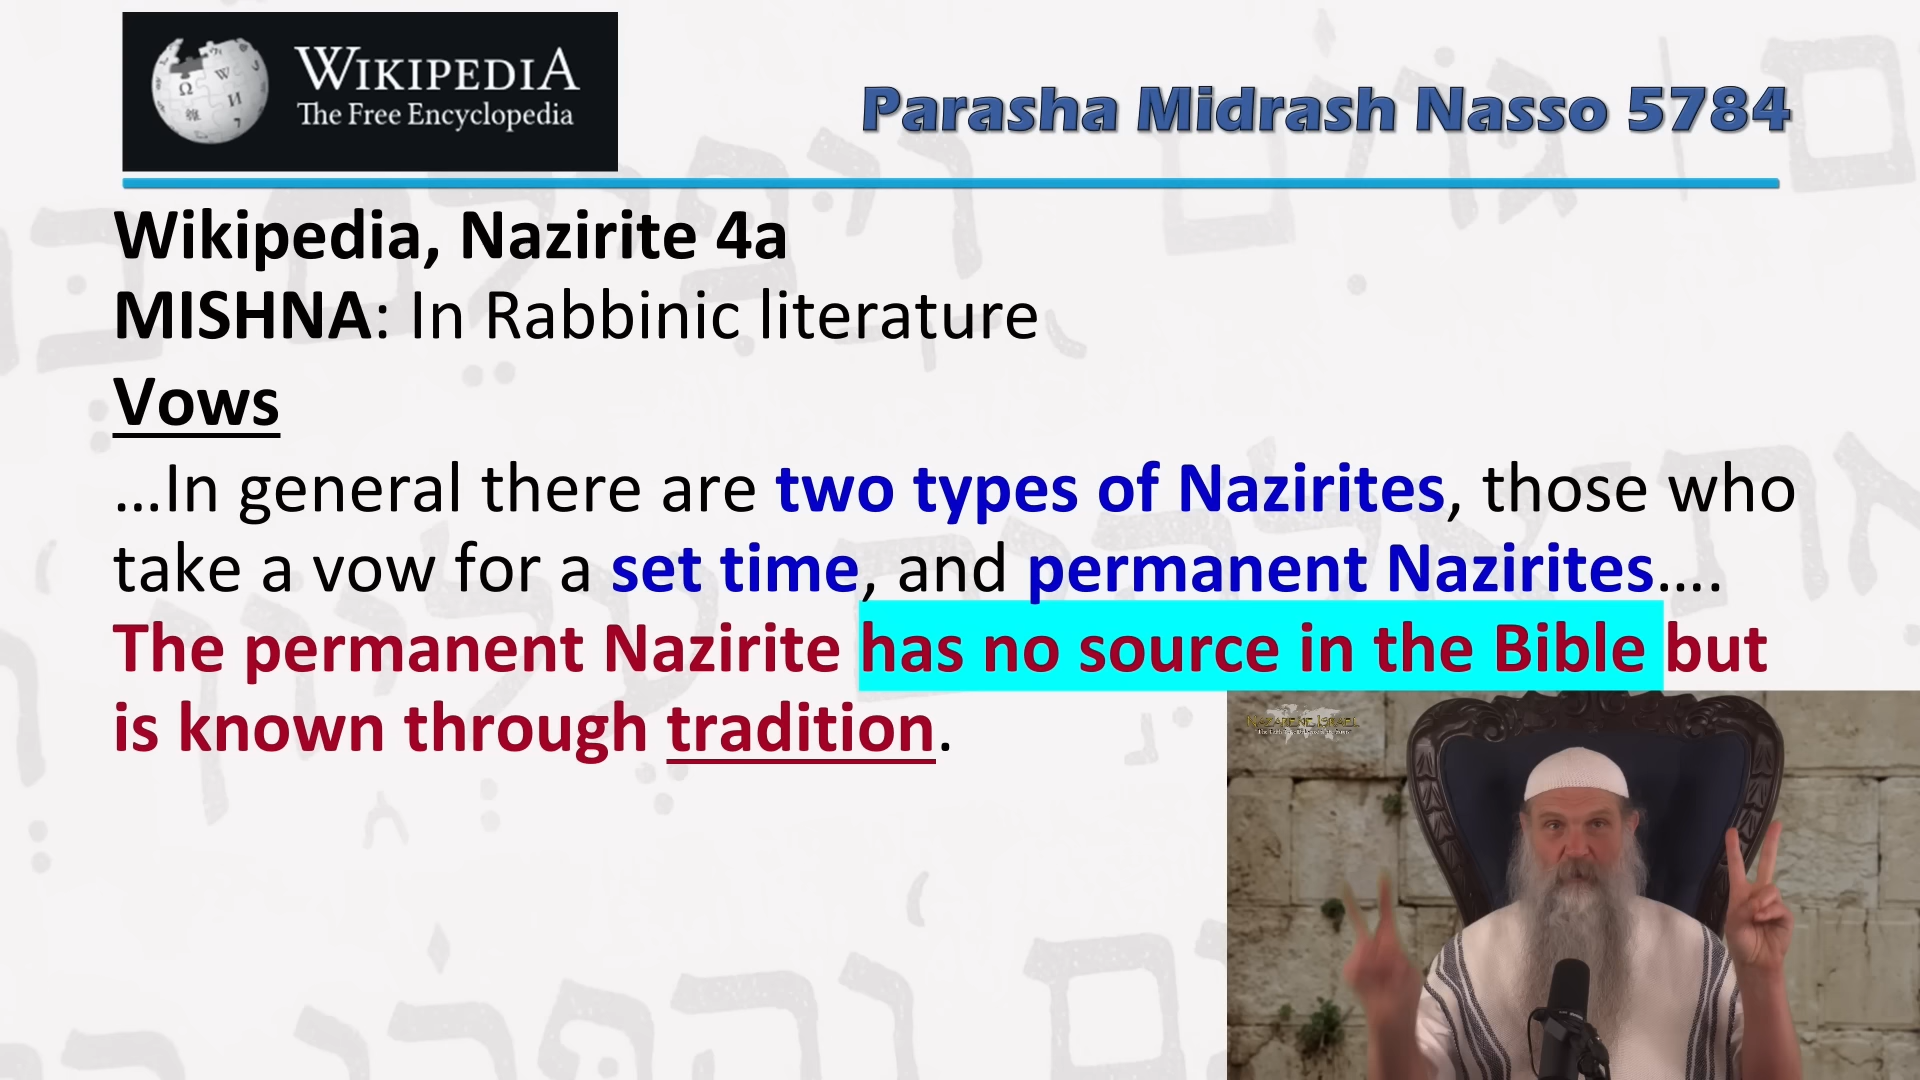 WIKIPEDIA
The Free Encyclopedia
Parasha Midrash Nasso 5784
Wikipedia, Nazirite 4a
MISHNA: In Rabbinic literature
Vows
…In general there are two types of Nazirites, those who
take a vow for a set time, and permanent Nazirites….
The permanent Nazirite has no source in the Bible but
is known through tradition.
NAZARENE ISRAEL